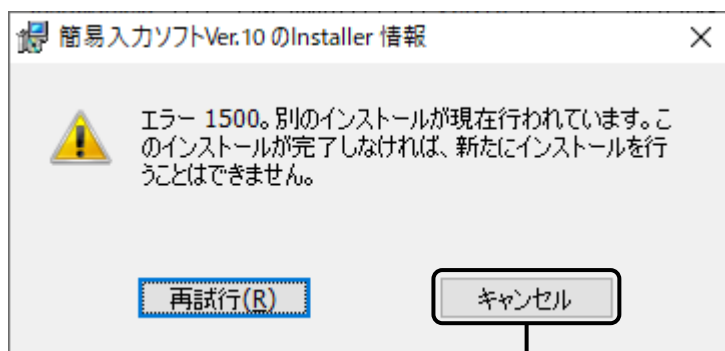 簡易入力ソフトVer.10 のInstaller 情報
エラー 1500。別のインストールが現在行われています。こ
のインストールが完了しなければ、新たにインストールを行
うことはできません。
再試行(R)
キャンセル